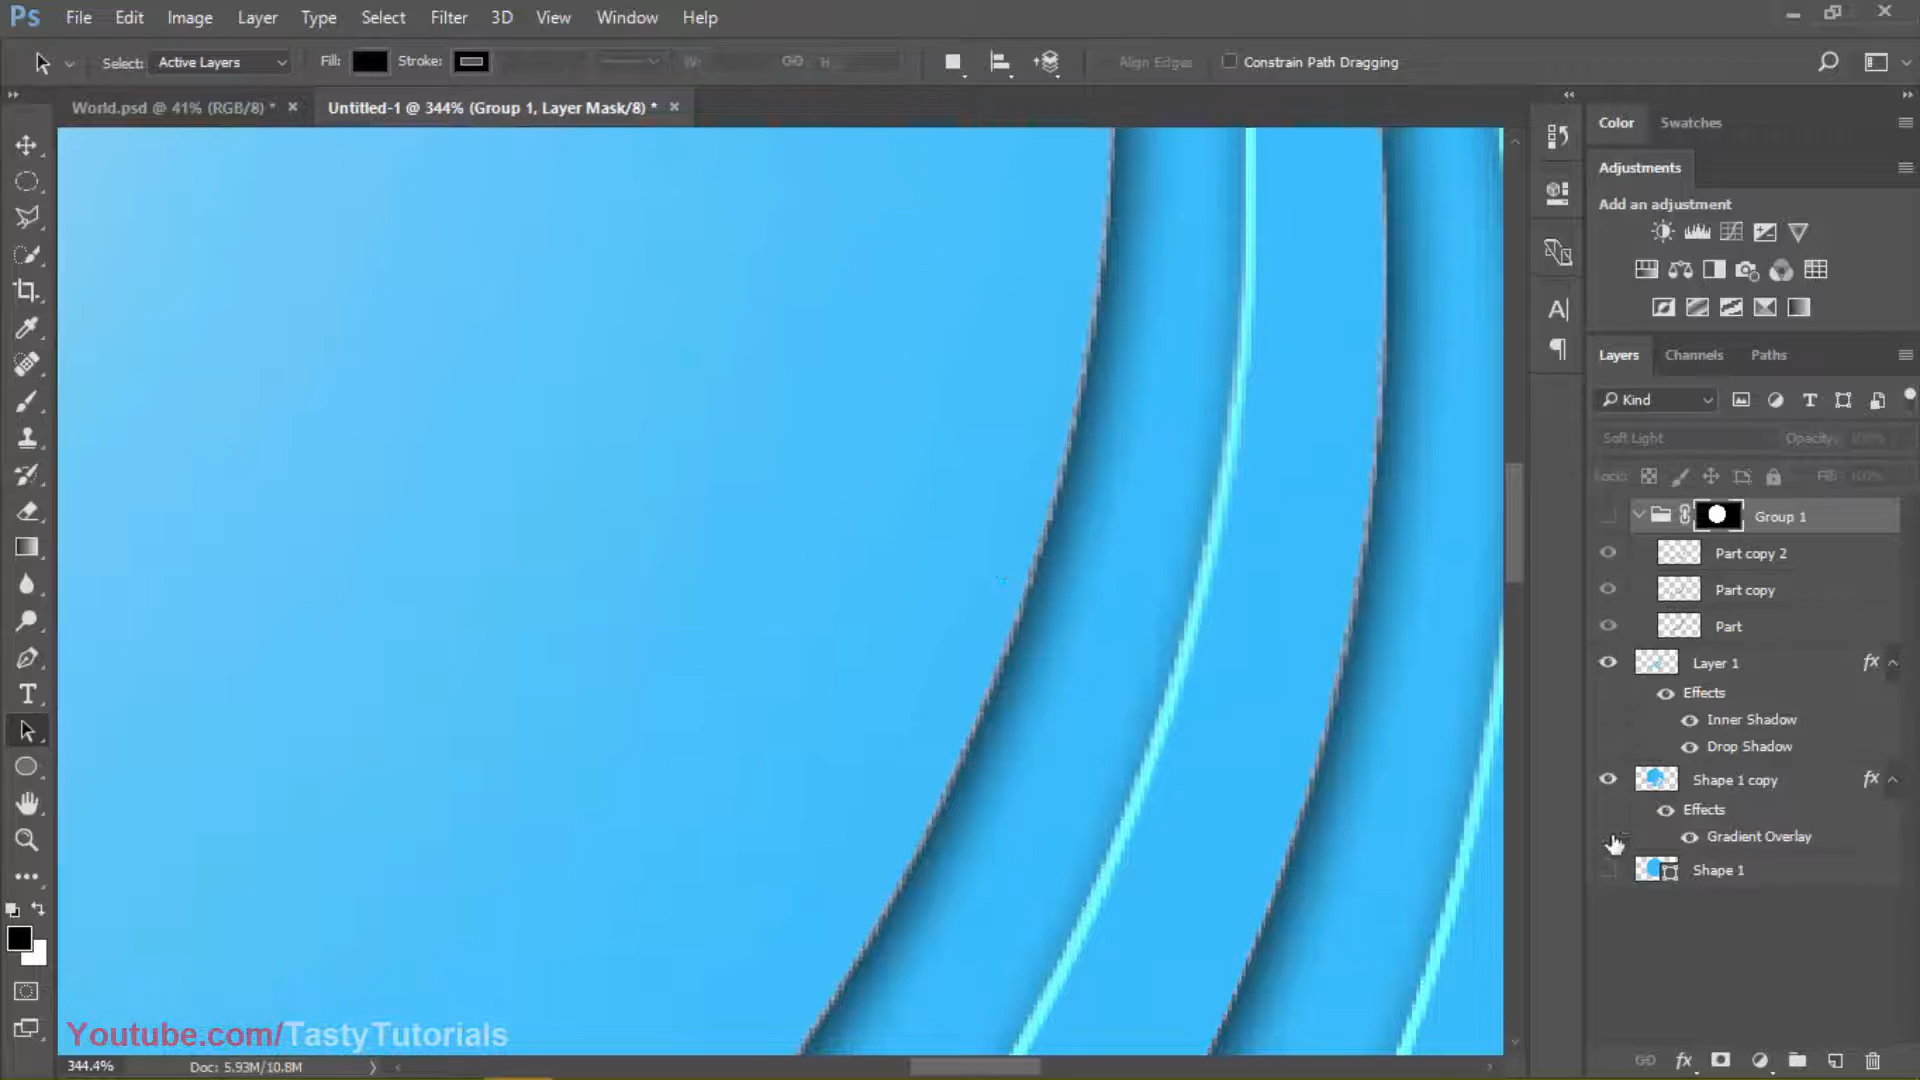 Ps File Edit Image Layer Type Select Filter 3D View Window Help
Select: Active Layers Fill: Stroke: W: H: Align Edges Constrain Path Dragging
World.psd @ 41% (RGB/8) * × Untitled-1 @ 344% (Group 1, Layer Mask/8) * ×
Color Swatches
Adjustments
Add an adjustment
Layers Channels Paths
Kind
Soft Light Opacity: 100%
Lock: Fill: 100%
Group 1
Part copy 2
Part copy
Part
Layer 1 fx
Effects
Inner Shadow
Drop Shadow
Shape 1 copy fx
Effects
Gradient Overlay
Shape 1
Youtube.com/TastyTutorials
344.4% Doc: 5.93M/10.8M